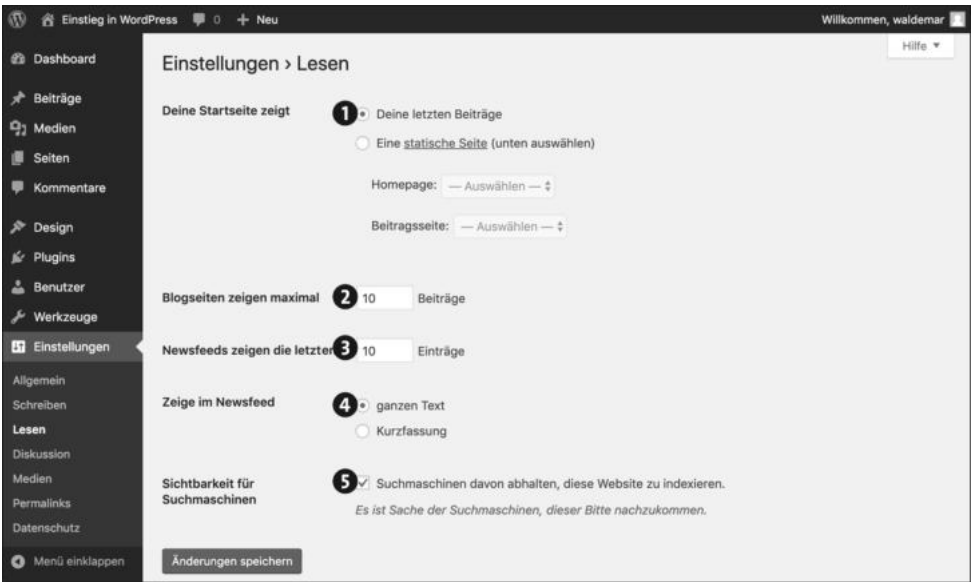 Einstieg in WordPress 0 + Neu Willkommen, waldemar
Hilfe ▼
Dashboard
Beiträge
Medien
Seiten
Kommentare
Design
Plugins
Benutzer
Werkzeuge
Einstellungen
Allgemein
Schreiben
Lesen
Diskussion
Medien
Permalinks
Datenschutz
Menü einklappen
Einstellungen › Lesen
Deine Startseite zeigt 1 Deine letzten Beiträge
Eine statische Seite (unten auswählen)
Homepage: — Auswählen —
Beitragsseite: — Auswählen —
Blogseiten zeigen maximal 2 10 Beiträge
Newsfeeds zeigen die letzten 3 10 Einträge
Zeige im Newsfeed 4 ganzen Text
Kurzfassung
Sichtbarkeit für
Suchmaschinen
5 Suchmaschinen davon abhalten, diese Website zu indexieren.
Es ist Sache der Suchmaschinen, dieser Bitte nachzukommen.
Änderungen speichern